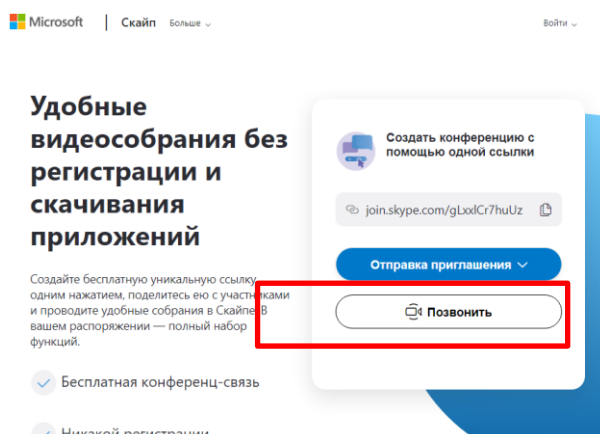 Microsoft | Скайп Больше Войти
Удобные
видеособрания без
регистрации и
скачивания
приложений
Создайте бесплатную уникальную ссылку
одним нажатием, поделитесь ею с участниками
и проводите удобные собрания в Скайпе. В
вашем распоряжении — полный набор
функций.
Бесплатная конференц-связь
Никакой регистрации
Создать конференцию с
помощью одной ссылки
join.skype.com/gLxxlCr7huUz
Отправка приглашения
Позвонить